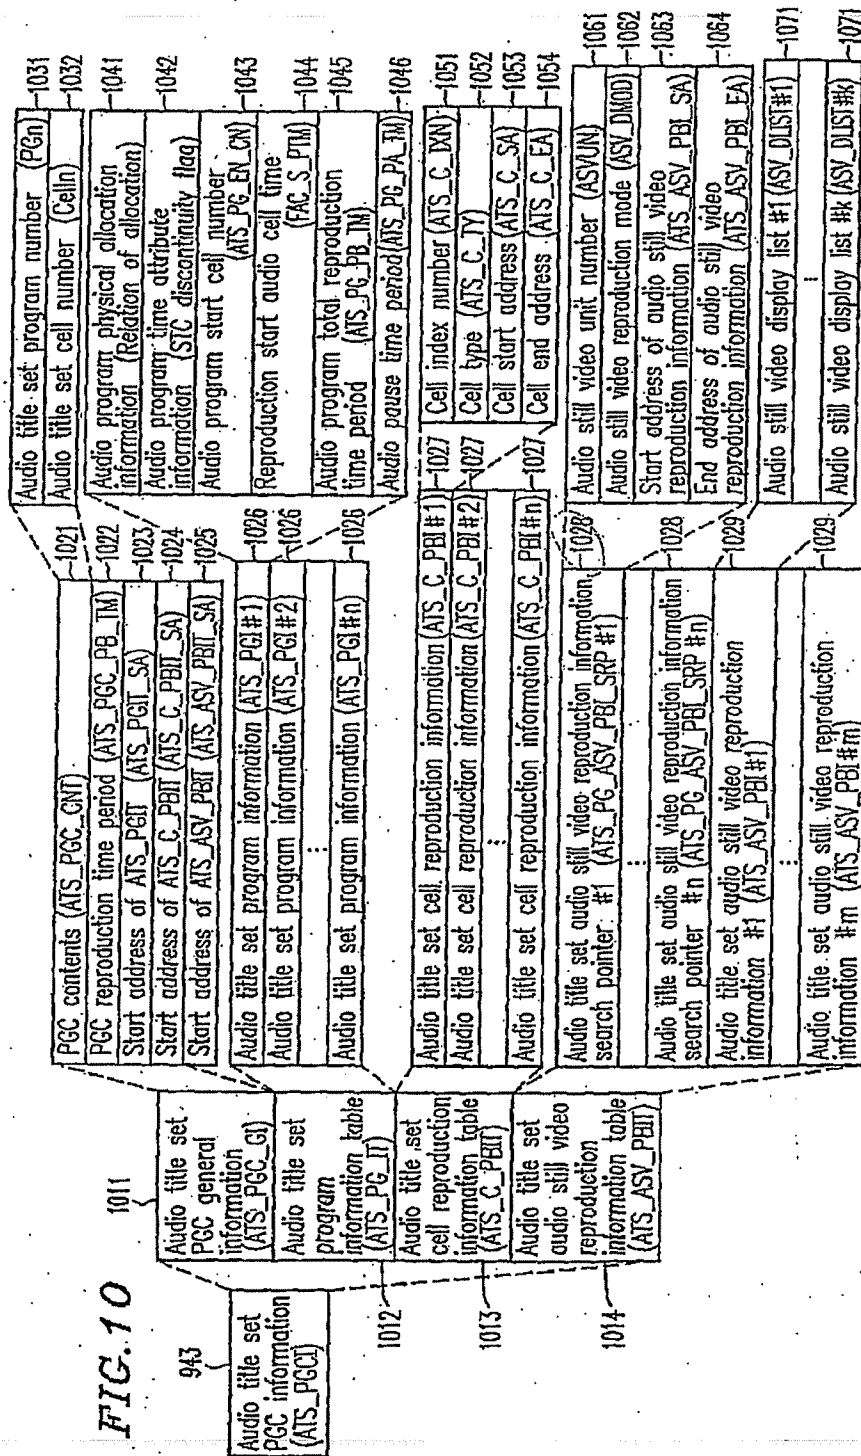 FIG.10
943
Audio title set
PGC information
(ATS_PGCI)
1011
Audio title set
PGC general
information
(ATS_PGC_GI)
Audio title set
program
information table
(ATS_PG_IT)
Audio title set
cell reproduction
information table
(ATS_C_PBIT)
Audio title set
audio still video
reproduction
information table
(ATS_ASV_PBIT)
1012
1013
1014
PGC contents (ATS_PGC_CNT)
1021
PGC reproduction time period (ATS_PGC_PB_TM)
1022
Start address of ATS_PGIT (ATS_PGIT_SA)
1023
Start address of ATS_C_PBIT (ATS_C_PBIT_SA)
1024
Start address of ATS_ASV_PBIT (ATS_ASV_PBIT_SA)
1025
Audio title set program information (ATS_PGI#1)
1026
Audio title set program information (ATS_PGI#2)
1026
⋮
Audio title set program information (ATS_PGI#n)
1026
Audio title set cell reproduction information (ATS_C_PBI#1)
1027
Audio title set cell reproduction information (ATS_C_PBI#2)
1027
⋮
Audio title set cell reproduction information (ATS_C_PBI#n)
1027
Audio title set audio still video reproduction information
search pointer #1 (ATS_PG_ASV_PBI_SRP #1)
1028
⋮
Audio title set audio still video reproduction information
search pointer #n (ATS_PG_ASV_PBI_SRP #n)
1028
Audio title set audio still video reproduction
information #1 (ATS_ASV_PBI#1)
1029
⋮
Audio title set audio still video reproduction
information #m (ATS_ASV_PBI#m)
1029
Audio title set program number (PGn)
1031
Audio title set cell number (Celln)
1032
Audio program physical allocation
information (Relation of allocation)
1041
Audio program time attribute
information (STC discontinuity flag)
1042
Audio program start cell number
(ATS_PG_EN_CN)
1043
Reproduction start audio cell time
(FAC_S_PTM)
1044
Audio program total reproduction
time period (ATS_PG_PB_TM)
1045
Audio pause time period (ATS_PG_PA_TM)
1046
Cell index number (ATS_C_IXN)
1051
Cell type (ATS_C_TY)
1052
Cell start address (ATS_C_SA)
1053
Cell end address (ATS_C_EA)
1054
Audio still video unit number (ASVUN)
1061
Audio still video reproduction mode (ASV_DMOD)
1062
Start address of audio still video
reproduction information (ATS_ASV_PBI_SA)
1063
End address of audio still video
reproduction information (ATS_ASV_PBI_EA)
1064
Audio still video display list #1 (ASV_DLIST#1)
1071
⋮
Audio still video display list #k (ASV_DLIST#k)
1071